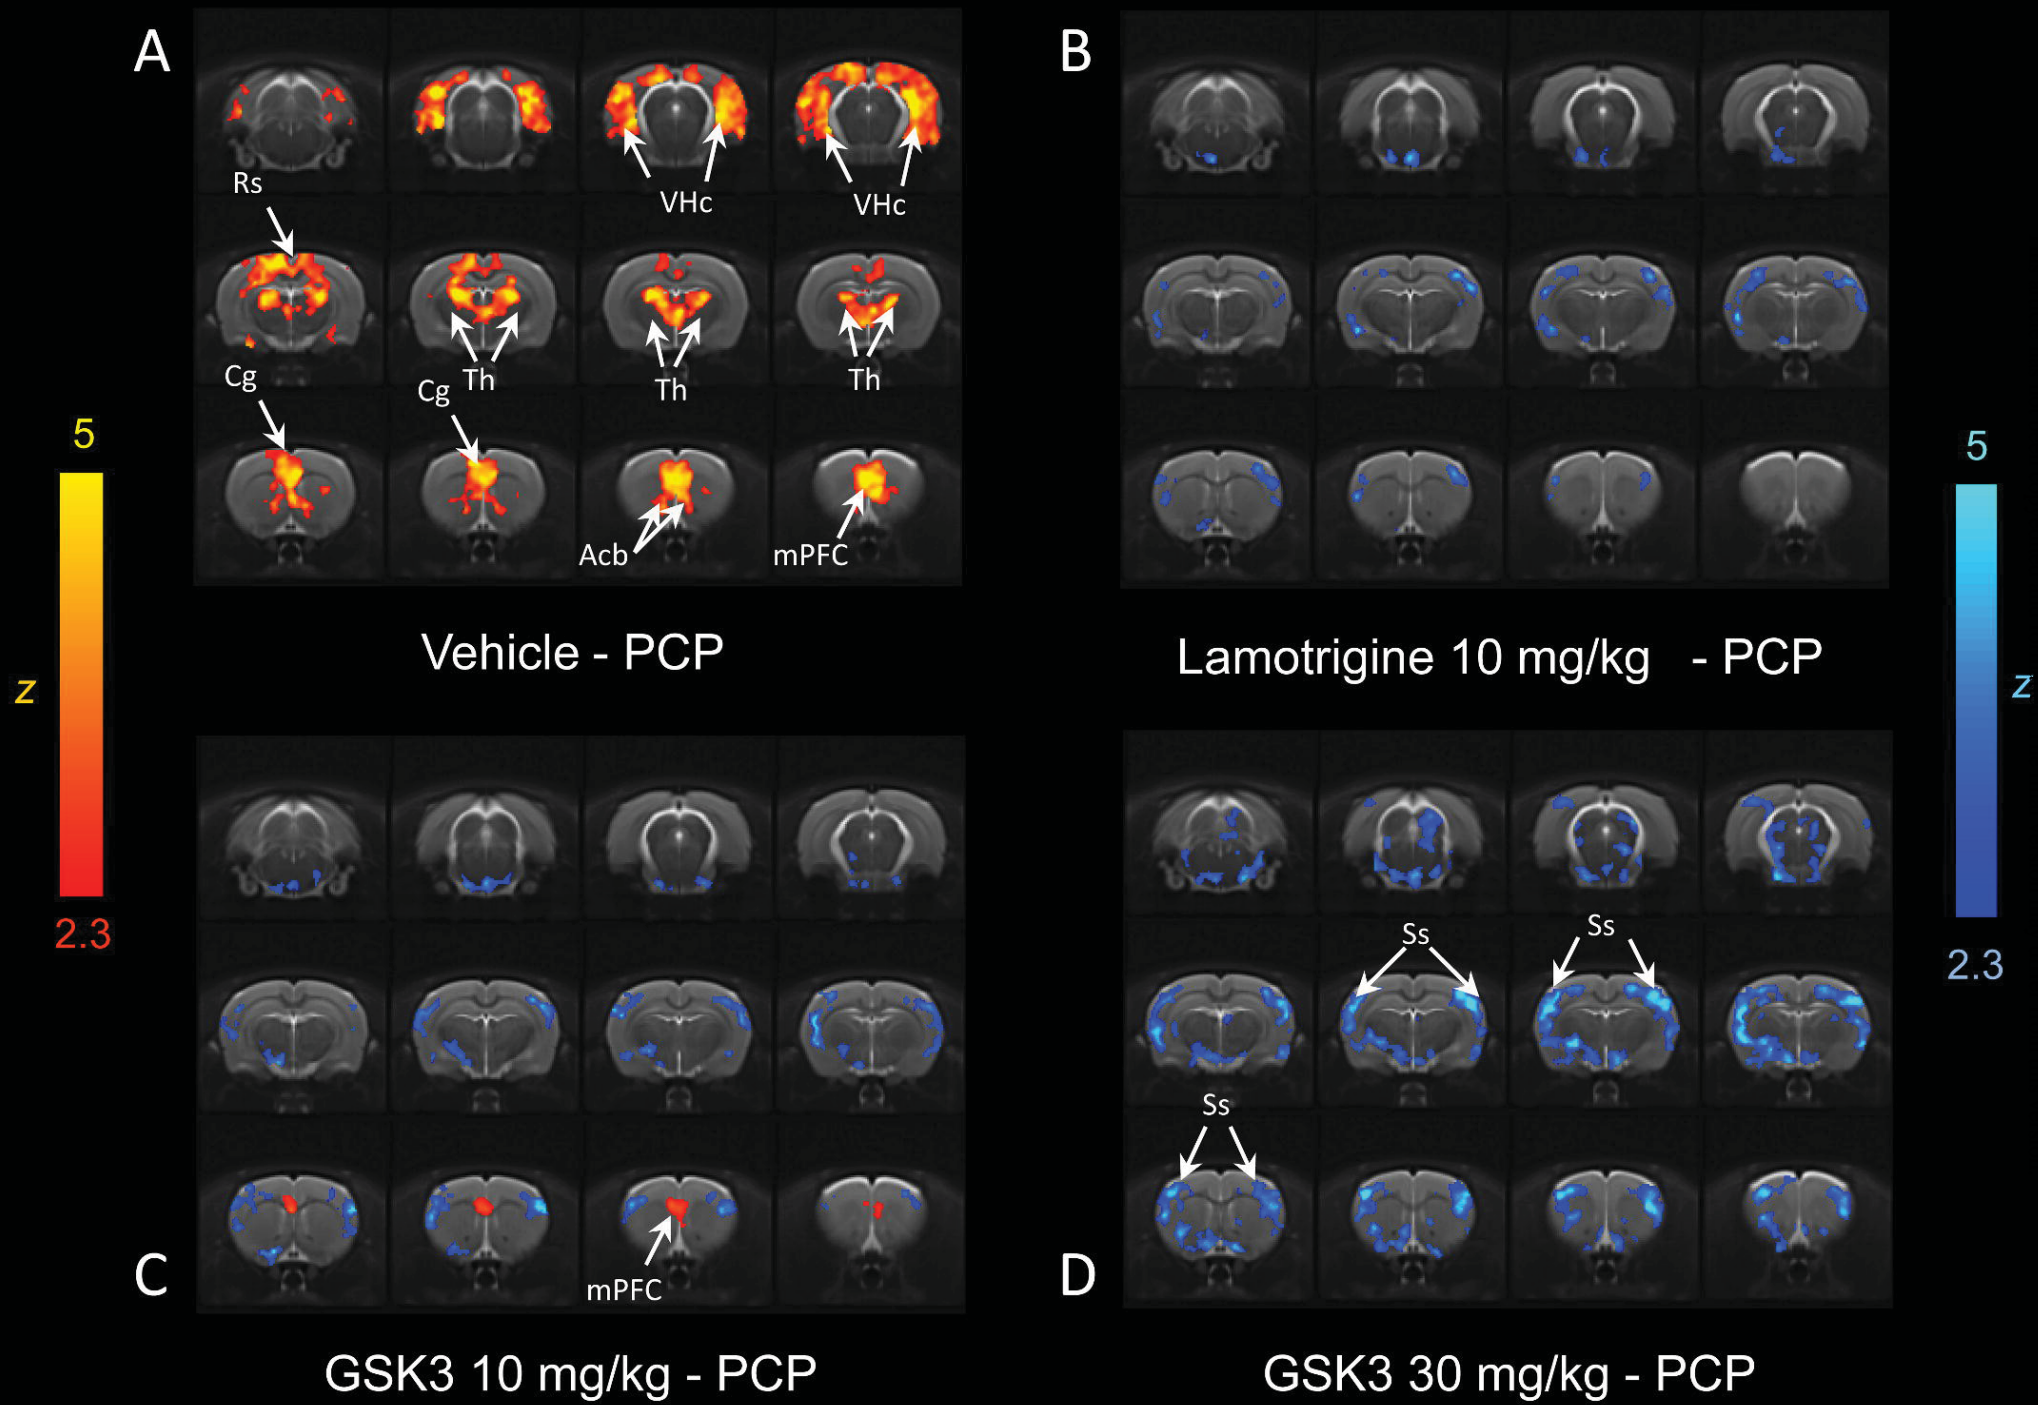 A
B
Rs
VHc
VHc
Cg
Cg
Th
Th
Th
Acb
mPFC
5
z
2.3
5
z
2.3
Vehicle - PCP
Lamotrigine 10 mg/kg - PCP
Ss
Ss
Ss
mPFC
C
D
GSK3 10 mg/kg - PCP
GSK3 30 mg/kg - PCP